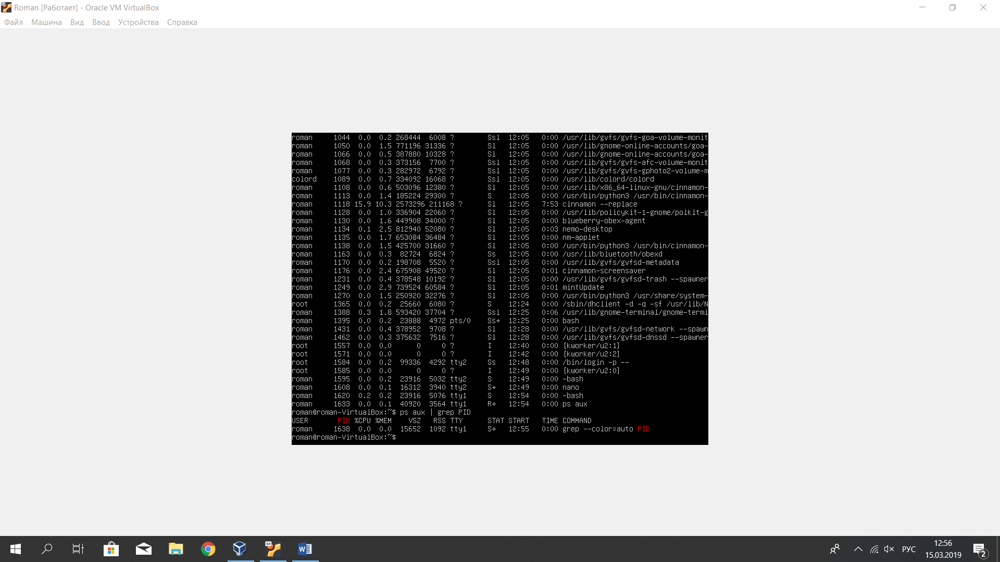 Roman [Работает] - Oracle VM VirtualBox
Файл Машина Вид Ввод Устройства Справка
roman 1044 0.0 0.2 268444 6008 ? Ssl 12:05 0:00 /usr/lib/gvfs/gvfs-goa-volume-monit
roman 1050 0.0 1.5 771196 31336 ? Sl 12:05 0:00 /usr/lib/gnome-online-accounts/goa-
roman 1066 0.0 0.5 387880 10328 ? Sl 12:05 0:00 /usr/lib/gnome-online-accounts/goa-
roman 1068 0.0 0.3 373156 7700 ? Ssl 12:05 0:00 /usr/lib/gvfs/gvfs-afc-volume-monit
roman 1077 0.0 0.3 282972 6792 ? Ssl 12:05 0:00 /usr/lib/gvfs/gvfs-gphoto2-volume-m
colord 1089 0.0 0.7 334092 16068 ? Ssl 12:05 0:00 /usr/lib/colord/colord
roman 1108 0.0 0.6 503096 12380 ? Sl 12:05 0:00 /usr/lib/x86_64-linux-gnu/cinnamon-
roman 1113 0.0 1.4 185224 29300 ? S 12:05 0:00 /usr/bin/python3 /usr/bin/cinnamon-
roman 1118 15.9 10.3 2573296 211168 ? Sl 12:05 7:53 cinnamon --replace
roman 1128 0.0 1.0 336904 22060 ? Sl 12:05 0:00 /usr/lib/policykit-1-gnome/polkit-g
roman 1130 0.0 1.6 449908 34000 ? Sl 12:05 0:00 blueberry-obex-agent
roman 1134 0.1 2.5 812940 52080 ? Sl 12:05 0:03 nemo-desktop
roman 1135 0.0 1.7 653084 36484 ? Sl 12:05 0:00 nm-applet
roman 1138 0.0 1.5 425700 31660 ? Sl 12:05 0:00 /usr/bin/python3 /usr/bin/cinnamon-
roman 1163 0.0 0.3 82724 6824 ? Ss 12:05 0:00 /usr/lib/bluetooth/obexd
roman 1170 0.0 0.2 198708 5520 ? Ssl 12:05 0:00 /usr/lib/gvfs/gvfsd-metadata
roman 1176 0.0 2.4 675908 49520 ? Sl 12:05 0:01 cinnamon-screensaver
roman 1231 0.0 0.4 378548 10192 ? Sl 12:05 0:00 /usr/lib/gvfs/gvfsd-trash --spawner
roman 1249 0.0 2.9 739524 60584 ? Sl 12:05 0:01 mintUpdate
roman 1270 0.0 1.5 250920 32276 ? Sl 12:05 0:00 /usr/bin/python3 /usr/share/system-
root 1365 0.0 0.2 25660 6080 ? S 12:24 0:00 /sbin/dhclient -d -q -sf /usr/lib/N
roman 1388 0.3 1.8 593420 37704 ? Ssl 12:25 0:06 /usr/lib/gnome-terminal/gnome-termi
roman 1395 0.0 0.2 23888 4972 pts/0 Ss+ 12:25 0:00 bash
roman 1431 0.0 0.4 378952 9708 ? Sl 12:28 0:00 /usr/lib/gvfs/gvfsd-network --spawn
roman 1462 0.0 0.3 375632 7516 ? Sl 12:28 0:00 /usr/lib/gvfs/gvfsd-dnssd --spawner
root 1557 0.0 0.0 0 0 ? I 12:40 0:00 [kworker/u2:1]
root 1571 0.0 0.0 0 0 ? I 12:42 0:00 [kworker/u2:2]
root 1584 0.0 0.2 99336 4292 tty2 Ss 12:48 0:00 /bin/login -p --
root 1585 0.0 0.0 0 0 ? I 12:49 0:00 [kworker/u2:0]
roman 1595 0.0 0.2 23916 5032 tty2 S 12:49 0:00 -bash
roman 1608 0.0 0.1 16312 3940 tty2 S+ 12:49 0:00 nano
roman 1620 0.2 0.2 23916 5076 tty1 S 12:54 0:00 -bash
roman 1633 0.0 0.1 40920 3564 tty1 R+ 12:54 0:00 ps aux
roman@roman-VirtualBox:~$ ps aux | grep PID
USER PID %CPU %MEM VSZ RSS TTY STAT START TIME COMMAND
roman 1638 0.0 0.0 15652 1092 tty1 S+ 12:55 0:00 grep --color=auto PID
roman@roman-VirtualBox:~$
64
РУС
12:56
15.03.2019
2